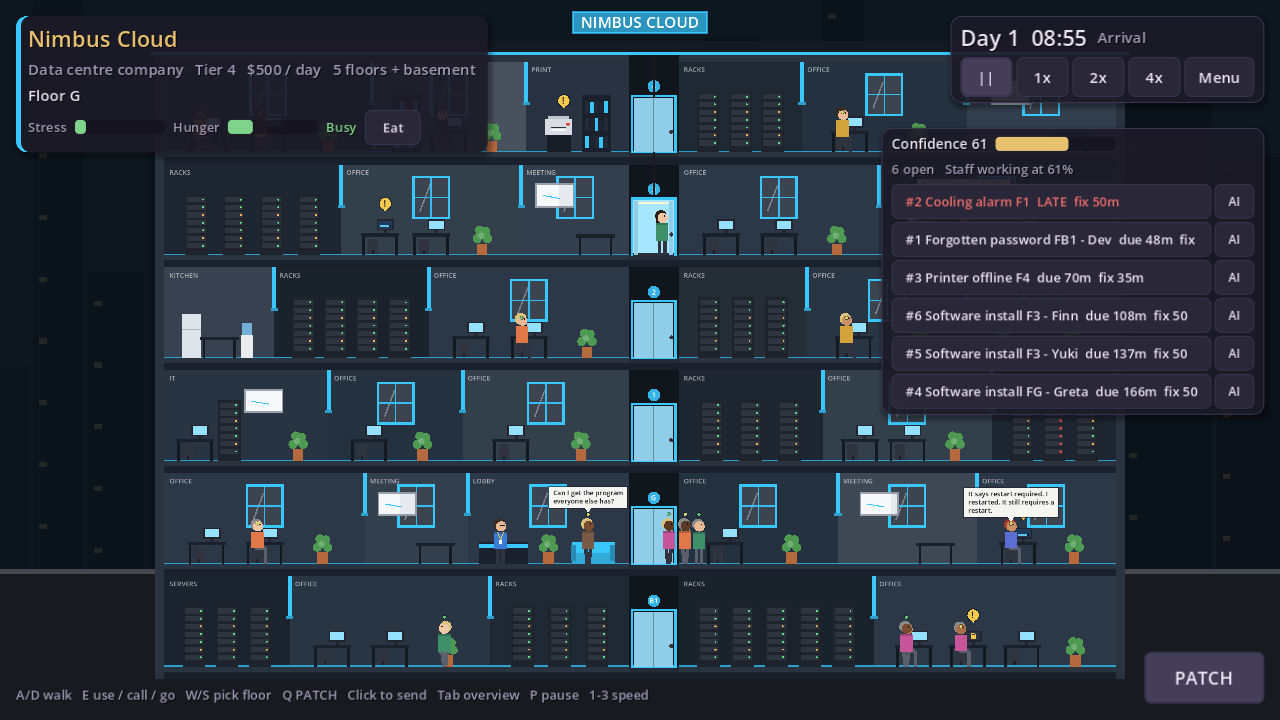 NIMBUS CLOUD
Nimbus Cloud
Data centre company Tier 4 $500 / day 5 floors + basement
Floor G
Stress Hunger Busy Eat
Day 1 08:55 Arrival
|| 1x 2x 4x Menu
Confidence 61
6 open Staff working at 61%
#2 Cooling alarm F1 LATE fix 50m AI
#1 Forgotten password FB1 - Dev due 48m fix AI
#3 Printer offline F4 due 70m fix 35m AI
#6 Software install F3 - Finn due 108m fix 50 AI
#5 Software install F3 - Yuki due 137m fix 50 AI
#4 Software install FG - Greta due 166m fix 50 AI
PRINT RACKS OFFICE
RACKS OFFICE MEETING OFFICE
KITCHEN RACKS OFFICE 2 RACKS OFFICE
IT OFFICE OFFICE 1 RACKS OFFICE
OFFICE MEETING LOBBY G OFFICE MEETING OFFICE
Can I get the program
everyone else has?
It says restart required. I
restarted. It still requires a
restart.
SERVERS OFFICE RACKS B1 RACKS OFFICE
PATCH
A/D walk E use / call / go W/S pick floor Q PATCH Click to send Tab overview P pause 1-3 speed